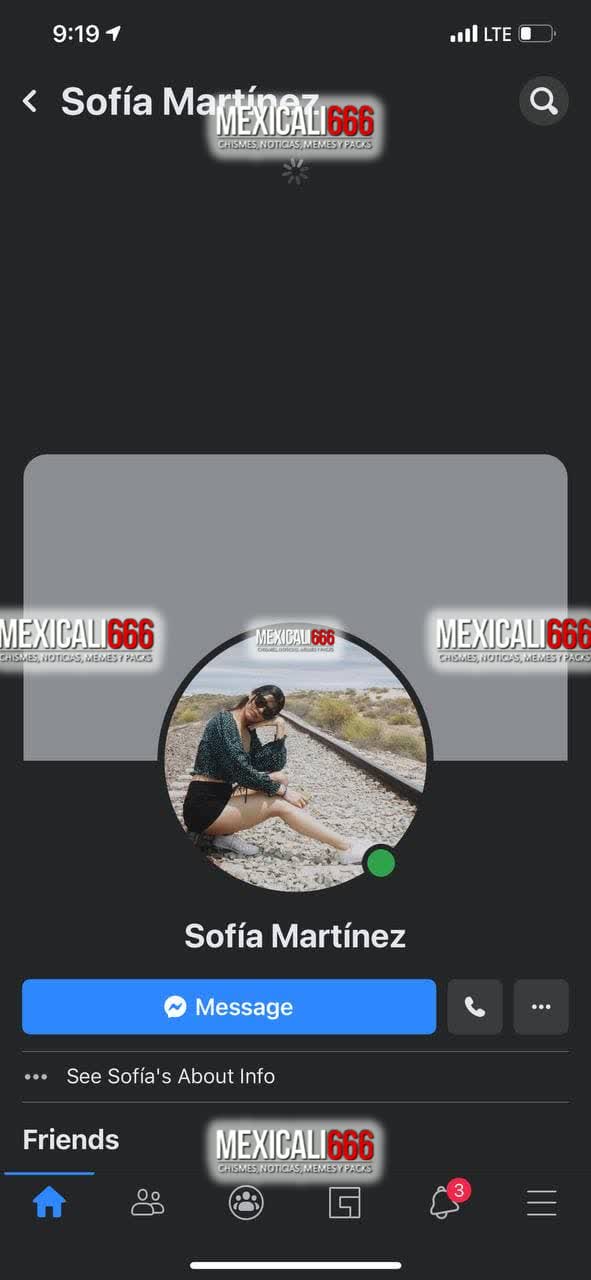 9:19
LTE
Sofía Martínez
MEXICALI666
CHISMES, NOTICIAS, MEMES Y PACKS
MEXICALI666
CHISMES, NOTICIAS, MEMES Y PACKS
MEXICALI666
CHISMES, NOTICIAS, MEMES Y PACKS
MEXICALI666
CHISMES, NOTICIAS, MEMES Y PACKS
Sofía Martínez
Message
See Sofía's About Info
Friends
MEXICALI666
CHISMES, NOTICIAS, MEMES Y PACKS
3